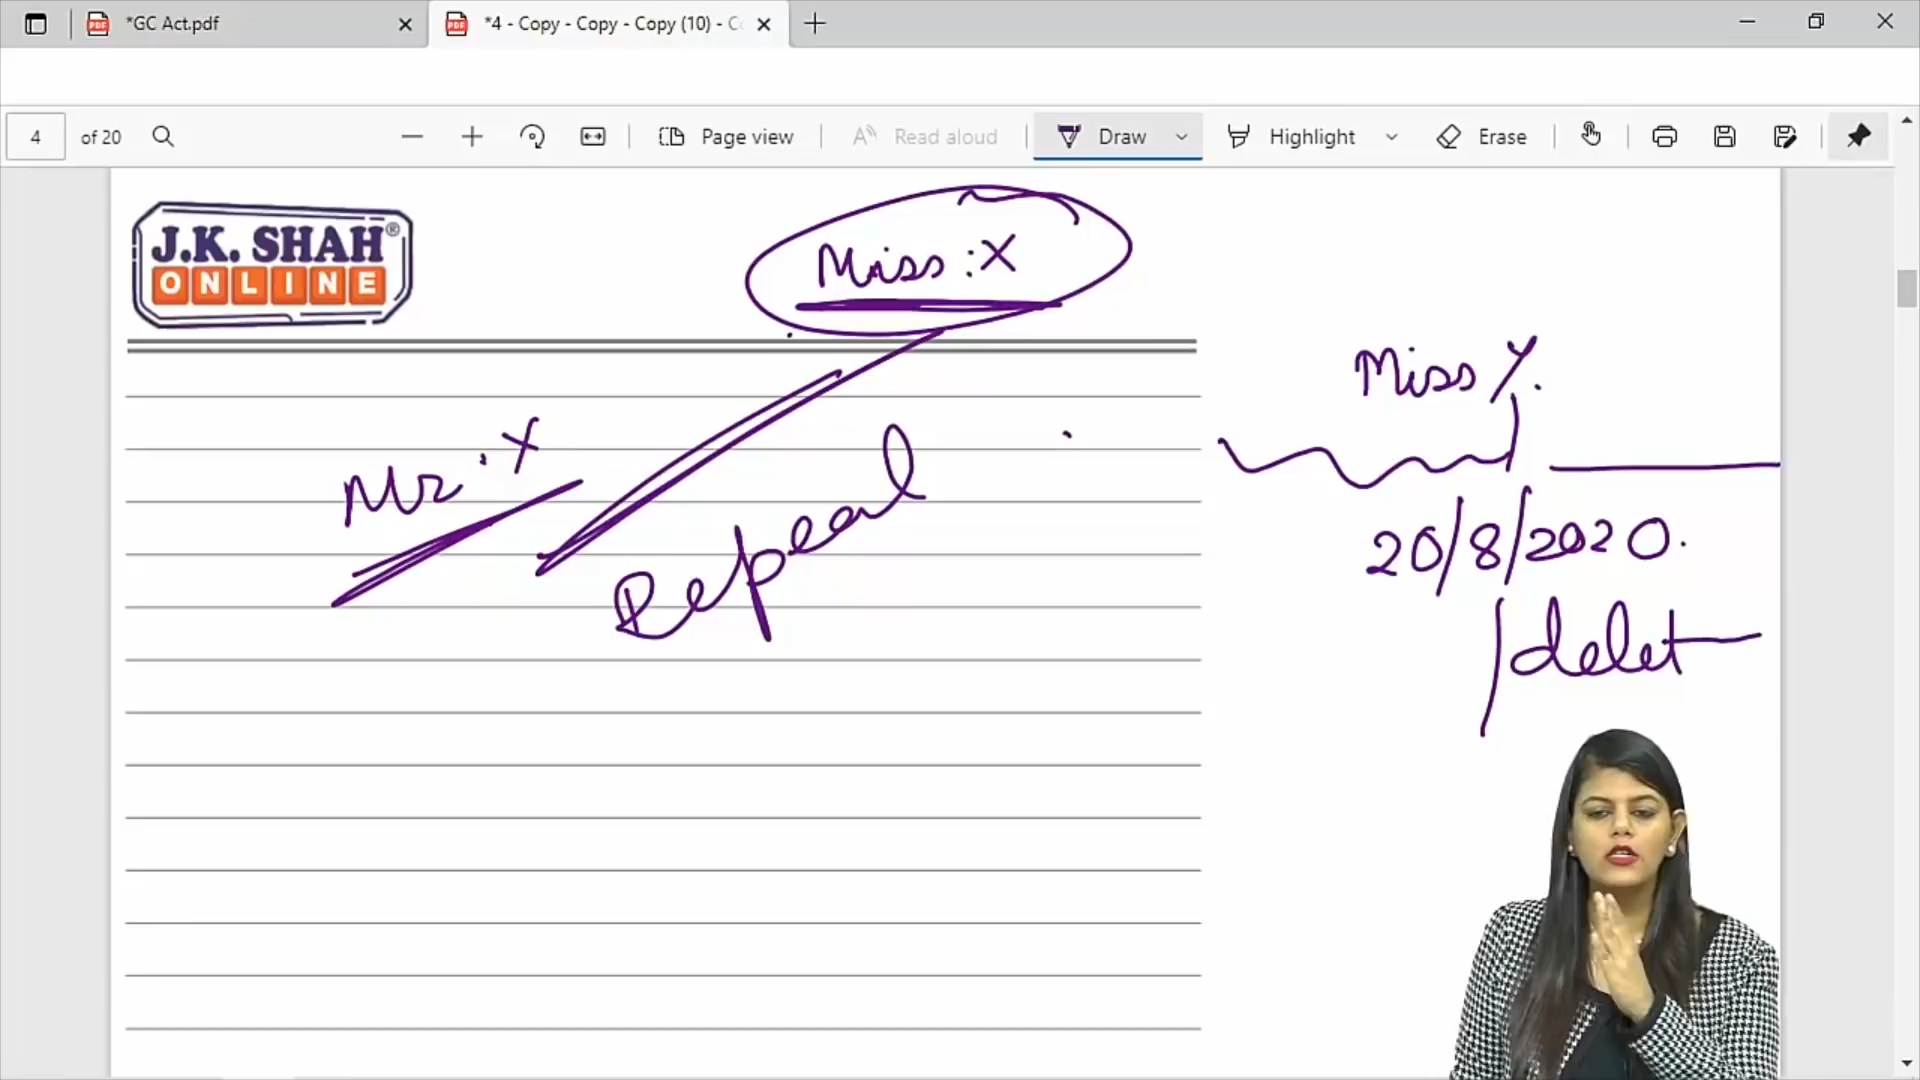 *GC Act.pdf
*4 - Copy - Copy - Copy (10) - C
4 of 20 Page view Read aloud Draw Highlight Erase
J.K. SHAH®
ONLINE
Miss : X
Miss Y.
Mr. X
Repeal
20/8/2020.
delet